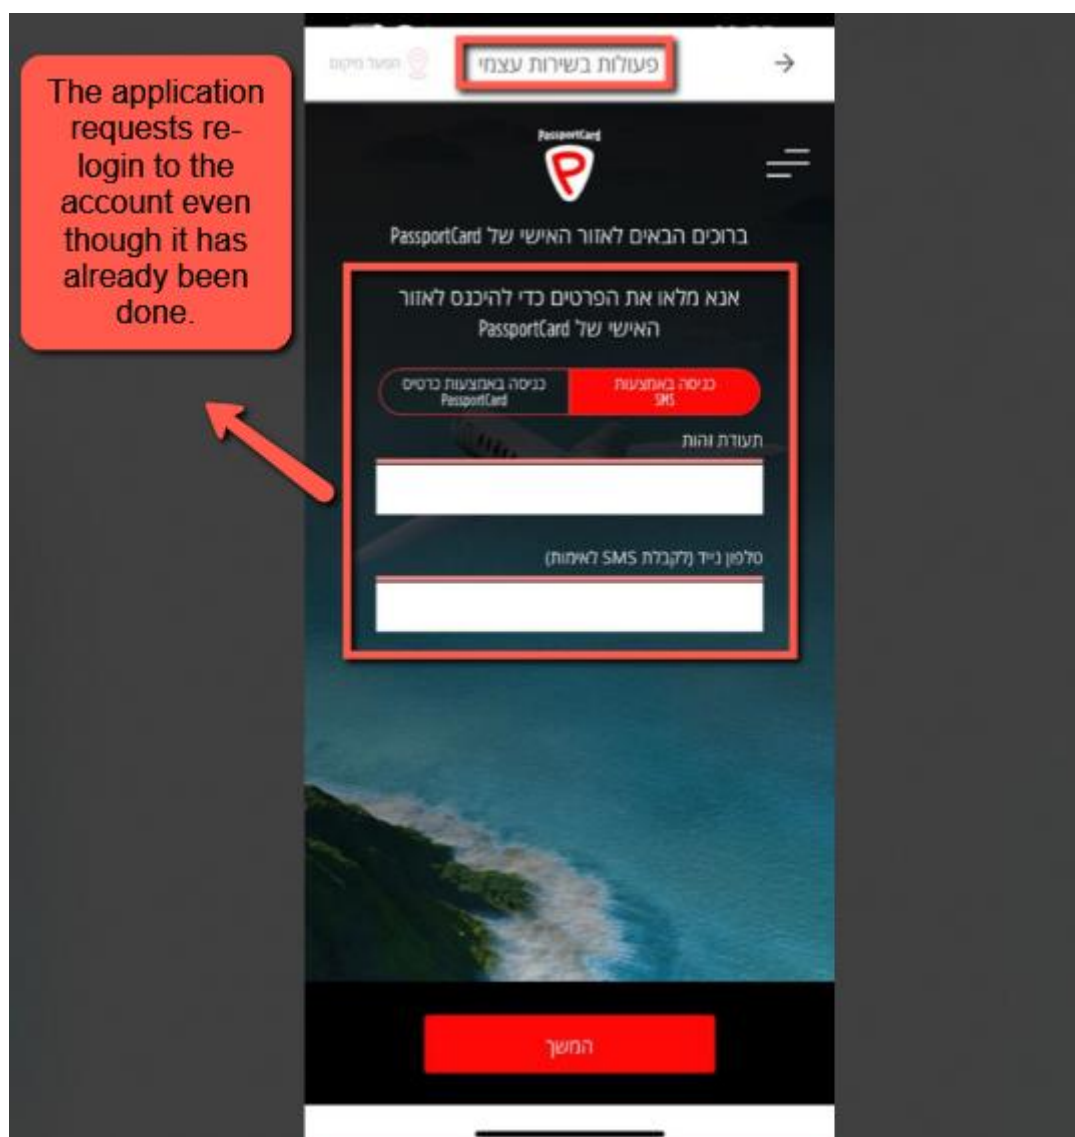 The application
requests re-
login to the
account even
though it has
already been
done.
פעולות בשירות עצמי
הפעל מיקום
PassportCard
P
ברוכים הבאים לאזור האישי של PassportCard
אנא מלאו את הפרטים כדי להיכנס לאזור
האישי של PassportCard
כניסה באמצעות
SMS
כניסה באמצעות כרטיס
PassportCard
תעודת זהות
טלפון נייד (לקבלת SMS לאימות)
המשך